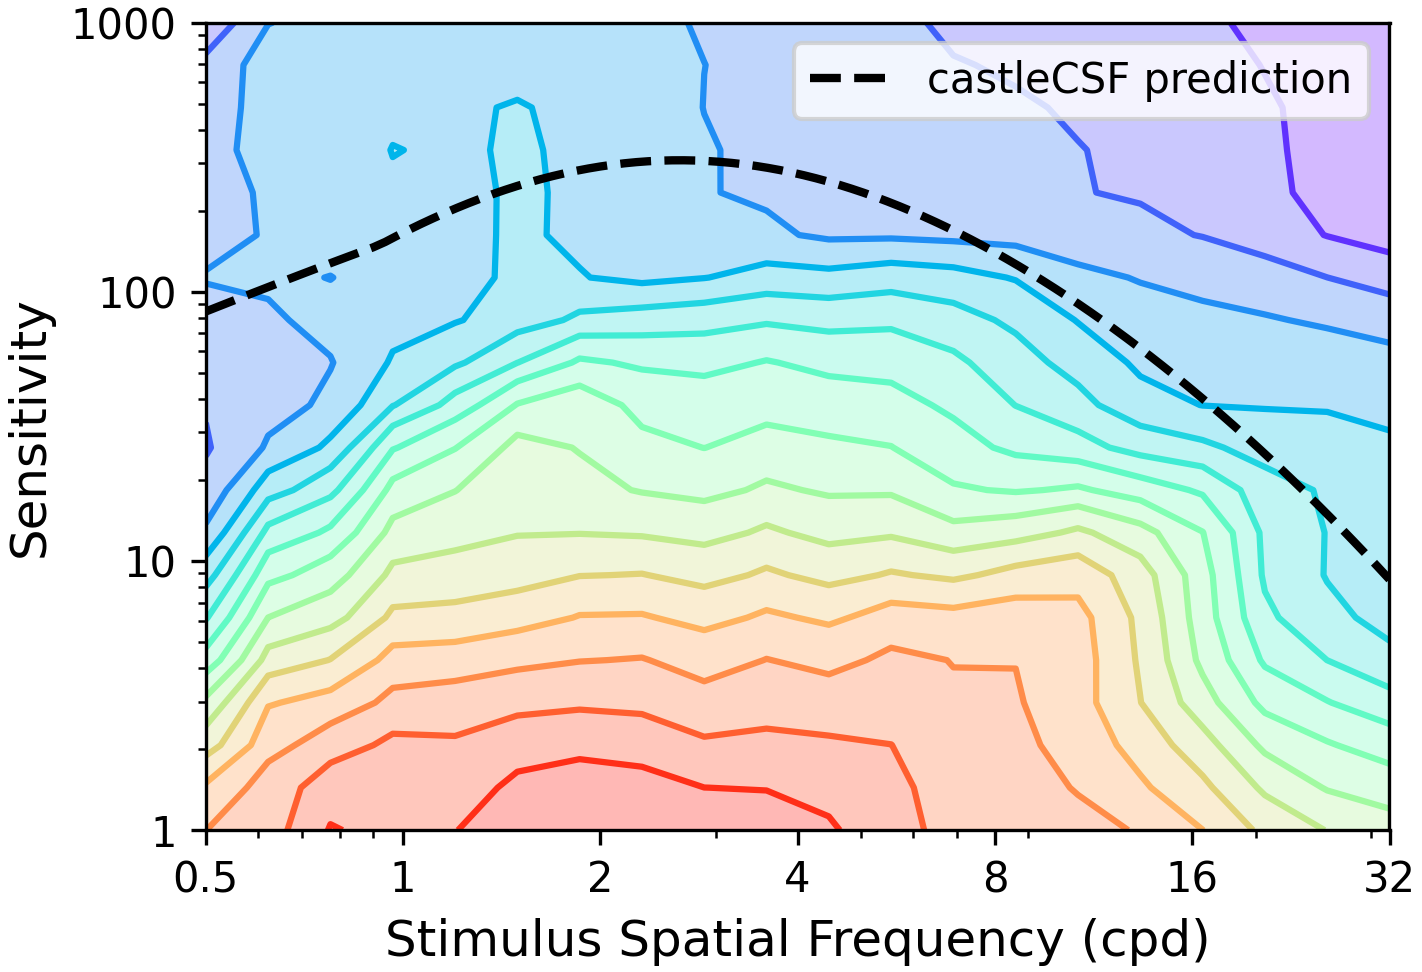 1000
100
10
1
Sensitivity
castleCSF prediction
0.5 1 2 4 8 16 32
Stimulus Spatial Frequency (cpd)